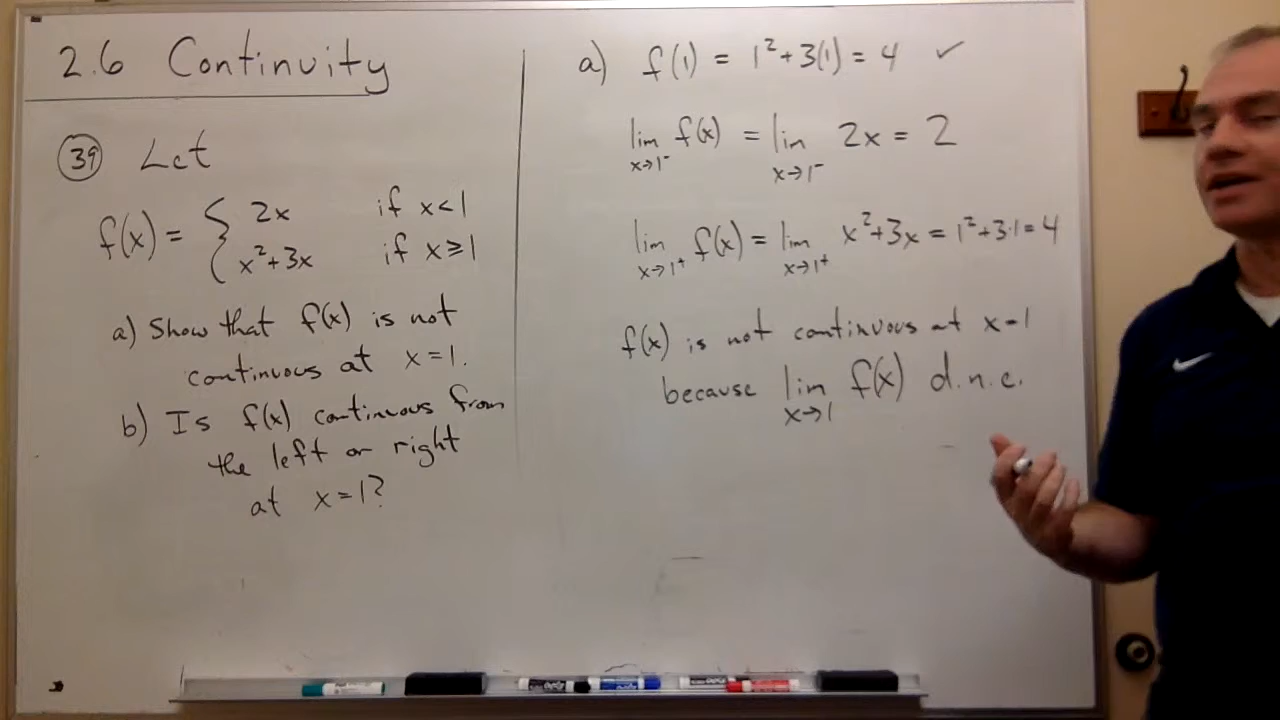 2.6 Continuity
39 Let
f(x) = { 2x if x < 1
x² + 3x if x ≥ 1
a) Show that f(x) is not
continuous at x = 1.
b) Is f(x) continuous from
the left or right
at x = 1?
a) f(1) = 1² + 3(1) = 4 ✓
lim x→1⁻ f(x) = lim x→1⁻ 2x = 2
lim x→1⁺ f(x) = lim x→1⁺ x² + 3x = 1² + 3·1 = 4
f(x) is not continuous at x = 1
because lim x→1 f(x) d.n.e.